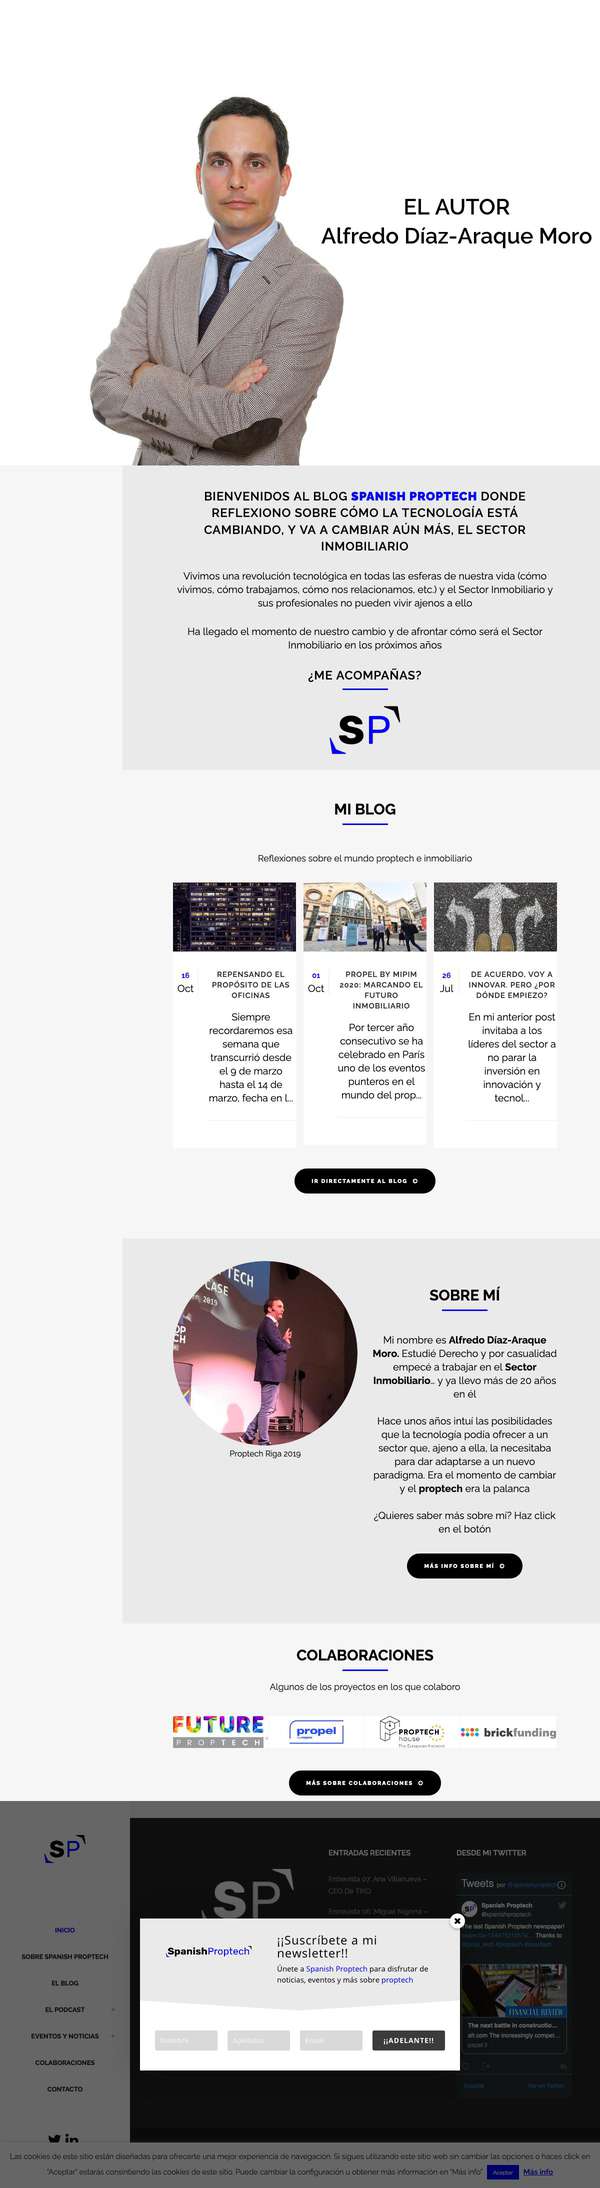 EL AUTOR
Alfredo Díaz-Araque Moro
BIENVENIDOS AL BLOG SPANISH PROPTECH DONDE
REFLEXIONO SOBRE CÓMO LA TECNOLOGÍA ESTÁ
CAMBIANDO, Y VA A CAMBIAR AÚN MÁS, EL SECTOR
INMOBILIARIO
Vivimos una revolución tecnológica en todas las esferas de nuestra vida (cómo
vivimos, cómo trabajamos, cómo nos relacionamos, etc.) y el Sector Inmobiliario y
sus profesionales no pueden vivir ajenos a ello
Ha llegado el momento de nuestro cambio y de afrontar cómo será el Sector
Inmobiliario en los próximos años
¿ME ACOMPAÑAS?
SP
MI BLOG
Reflexiones sobre el mundo proptech e inmobiliario
16
Oct
REPENSANDO EL
PROPÓSITO DE LAS
OFICINAS
Siempre
recordaremos esa
semana que
transcurrió desde
el 9 de marzo
hasta el 14 de
marzo, fecha en l...
01
Oct
PROPEL BY MIPIM
2020: MARCANDO EL
FUTURO
INMOBILIARIO
Por tercer año
consecutivo se ha
celebrado en París
uno de los eventos
punteros en el
mundo del prop...
26
Jul
DE ACUERDO, VOY A
INNOVAR. PERO ¿POR
DÓNDE EMPIEZO?
En mi anterior post
invitaba a los
líderes del sector a
no parar la
inversión en
innovación y
tecnol...
IR DIRECTAMENTE AL BLOG
TECH
CASE
2019
Proptech Riga 2019
SOBRE MÍ
Mi nombre es Alfredo Díaz-Araque
Moro. Estudié Derecho y por casualidad
empecé a trabajar en el Sector
Inmobiliario... y ya llevo más de 20 años
en él
Hace unos años intuí las posibilidades
que la tecnología podía ofrecer a un
sector que, ajeno a ella, la necesitaba
para dar adaptarse a un nuevo
paradigma. Era el momento de cambiar
y el proptech era la palanca
¿Quieres saber más sobre mí? Haz click
en el botón
MÁS INFO SOBRE MÍ
COLABORACIONES
Algunos de los proyectos en los que colaboro
FUTURE
PROPTECH
propel
PROPTECH
house
brickfunding
MÁS SOBRE COLABORACIONES
SP
INICIO
SOBRE SPANISH PROPTECH
EL BLOG
EL PODCAST
EVENTOS Y NOTICIAS
COLABORACIONES
CONTACTO
SP
ENTRADAS RECIENTES
Entrevista 07: Ana Villanueva –
CEO De TIKO
DESDE MI TWITTER
Tweets por @spanishproptech
Spanish Proptech
@spanishproptech
The last Spanish Proptech newspaper!
Thanks to
FINANCIAL REVIEW
The next battle in constructio...
afr.com The increasingly compet...
SpanishProptech
¡¡Suscríbete a mi
newsletter!!
Únete a Spanish Proptech para disfrutar de
noticias, eventos y más sobre proptech
Nombre
Apellidos
Email
¡¡ADELANTE!!
Las cookies de este sitio están diseñadas para ofrecerte una mejor experiencia de navegación. Si sigues utilizando este sitio web sin cambiar las opciones o haces click en
"Aceptar" estarás consintiendo las cookies de este sitio. Puede cambiar la configuración u obtener más información en "Más info"
Aceptar
Más info